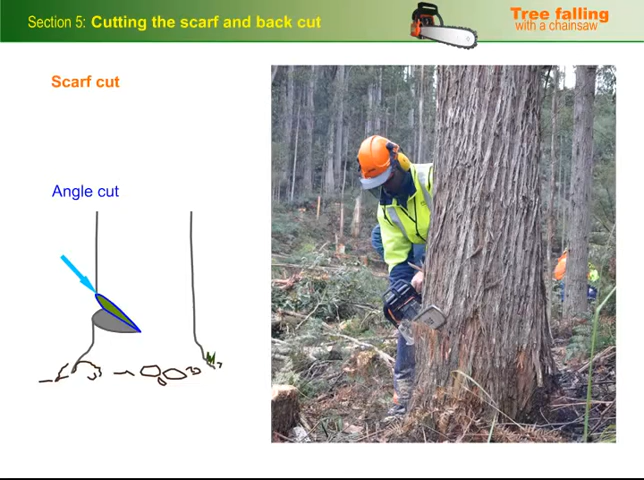 Section 5: Cutting the scarf and back cut
Tree falling
with a chainsaw
Scarf cut
Angle cut